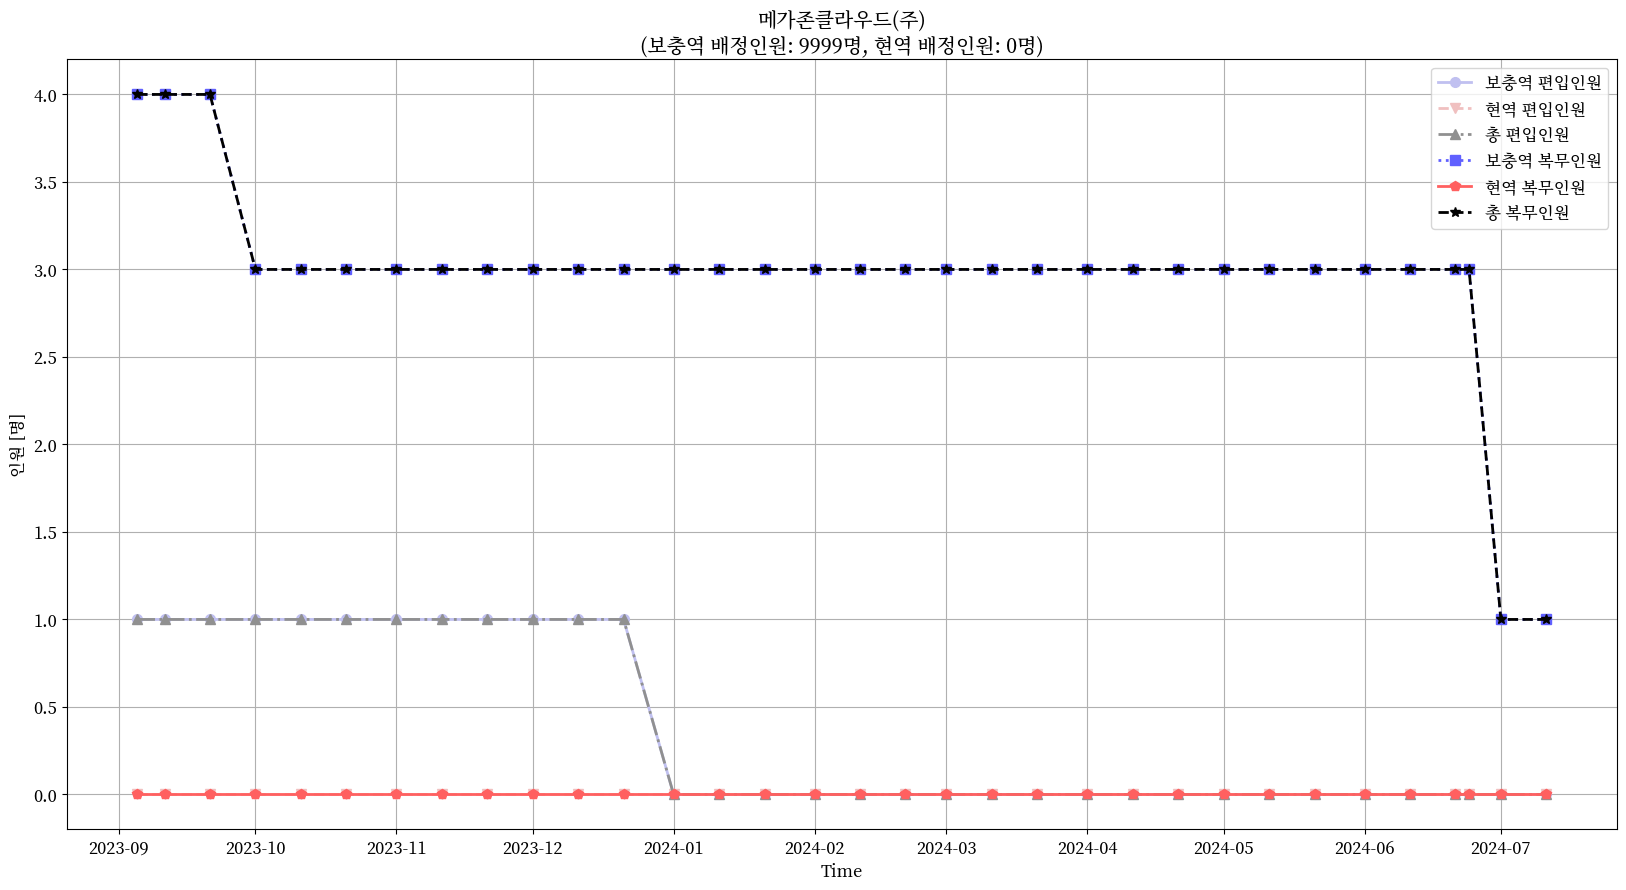 메가존클라우드(주)
(보충역 배정인원: 9999명, 현역 배정인원: 0명)
보충역 편입인원
현역 편입인원
총 편입인원
보충역 복무인원
현역 복무인원
총 복무인원
인원 [명]
4.0
3.5
3.0
2.5
2.0
1.5
1.0
0.5
0.0
2023-09 2023-10 2023-11 2023-12 2024-01 2024-02 2024-03 2024-04 2024-05 2024-06 2024-07
Time